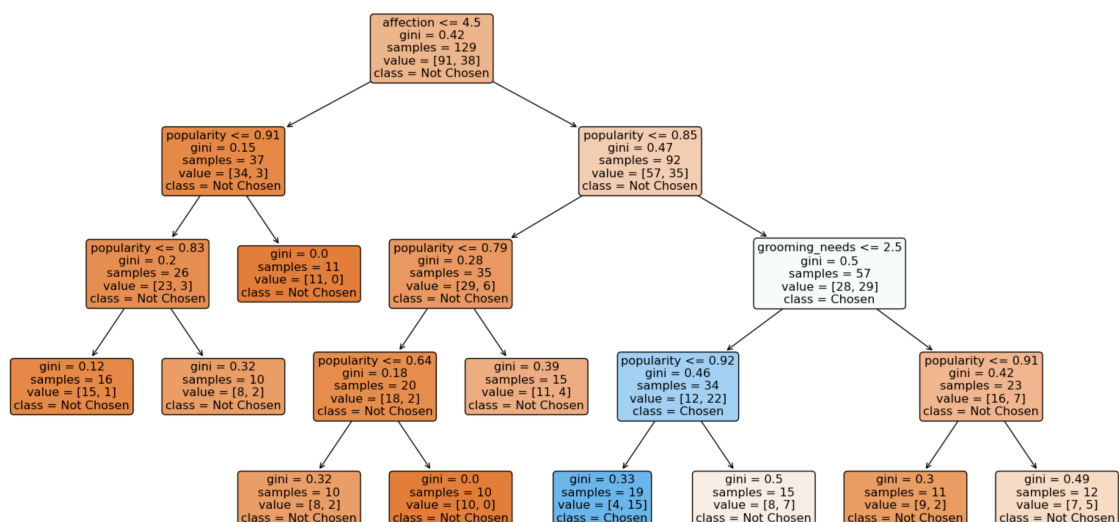 affection <= 4.5
gini = 0.42
samples = 129
value = [91, 38]
class = Not Chosen
popularity <= 0.91
gini = 0.15
samples = 37
value = [34, 3]
class = Not Chosen
popularity <= 0.85
gini = 0.47
samples = 92
value = [57, 35]
class = Not Chosen
popularity <= 0.83
gini = 0.2
samples = 26
value = [23, 3]
class = Not Chosen
gini = 0.0
samples = 11
value = [11, 0]
class = Not Chosen
popularity <= 0.79
gini = 0.28
samples = 35
value = [29, 6]
class = Not Chosen
grooming_needs <= 2.5
gini = 0.5
samples = 57
value = [28, 29]
class = Chosen
gini = 0.12
samples = 16
value = [15, 1]
class = Not Chosen
gini = 0.32
samples = 10
value = [8, 2]
class = Not Chosen
popularity <= 0.64
gini = 0.18
samples = 20
value = [18, 2]
class = Not Chosen
gini = 0.39
samples = 15
value = [11, 4]
class = Not Chosen
popularity <= 0.92
gini = 0.46
samples = 34
value = [12, 22]
class = Chosen
popularity <= 0.91
gini = 0.42
samples = 23
value = [16, 7]
class = Not Chosen
gini = 0.32
samples = 10
value = [8, 2]
class = Not Chosen
gini = 0.0
samples = 10
value = [10, 0]
class = Not Chosen
gini = 0.33
samples = 19
value = [4, 15]
class = Chosen
gini = 0.5
samples = 15
value = [8, 7]
class = Not Chosen
gini = 0.3
samples = 11
value = [9, 2]
class = Not Chosen
gini = 0.49
samples = 12
value = [7, 5]
class = Not Chosen